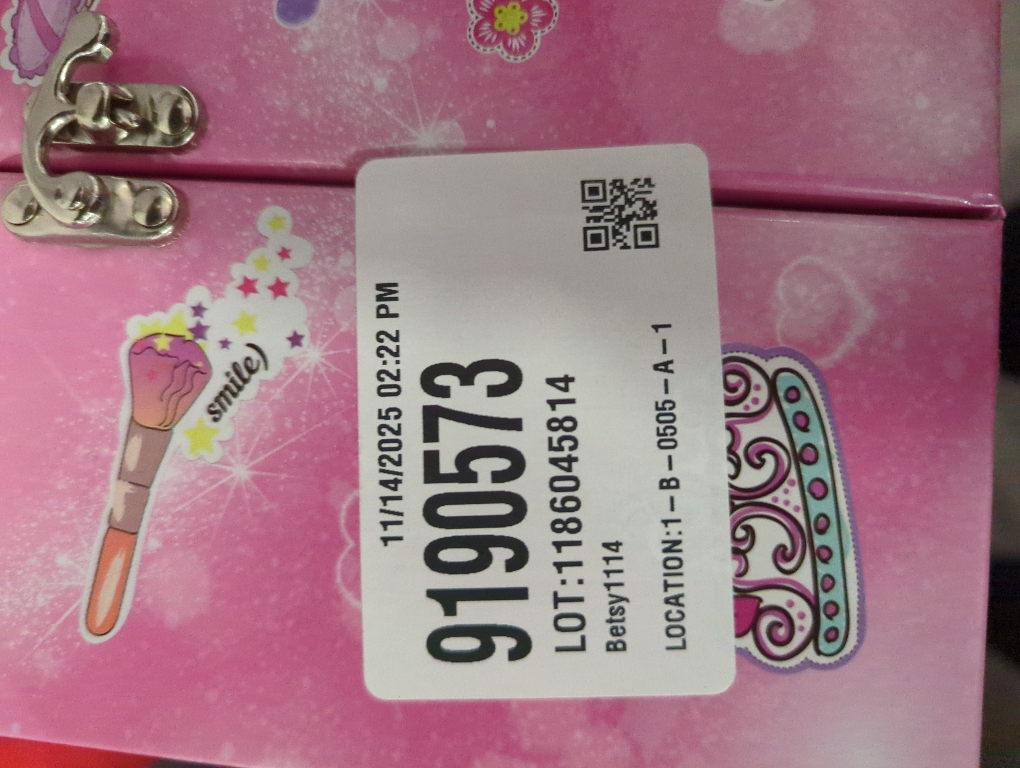 11/14/2025 02:22 PM
9190573
LOT:1186045814
Betsy1114
LOCATION:1-B-0505-A-1
smile)